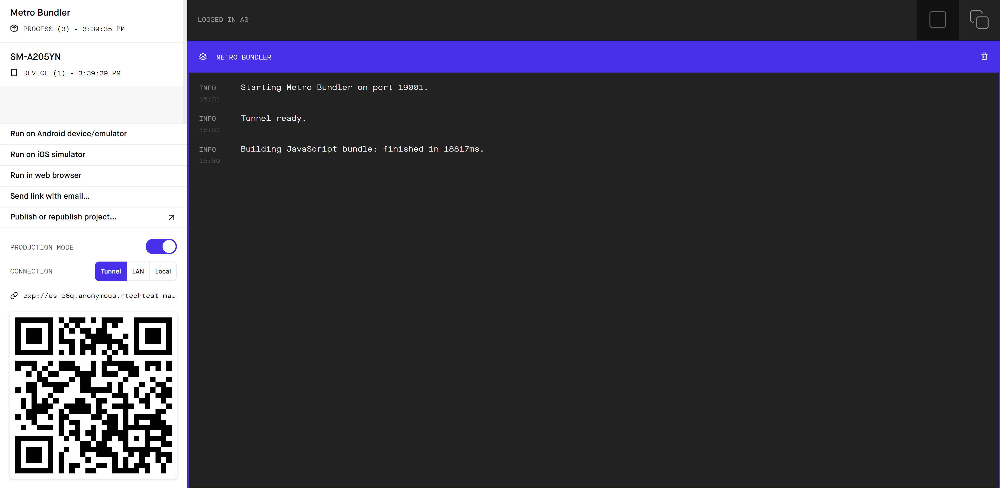 Metro Bundler
PROCESS (3) - 3:39:35 PM
SM-A205YN
DEVICE (1) - 3:39:39 PM
Run on Android device/emulator
Run on iOS simulator
Run in web browser
Send link with email...
Publish or republish project...
PRODUCTION MODE
CONNECTION Tunnel LAN Local
exp://as-e6q.anonymous.rtechtest-ma...
LOGGED IN AS
METRO BUNDLER
INFO Starting Metro Bundler on port 19001.
15:31
INFO Tunnel ready.
15:31
INFO Building JavaScript bundle: finished in 18817ms.
15:39